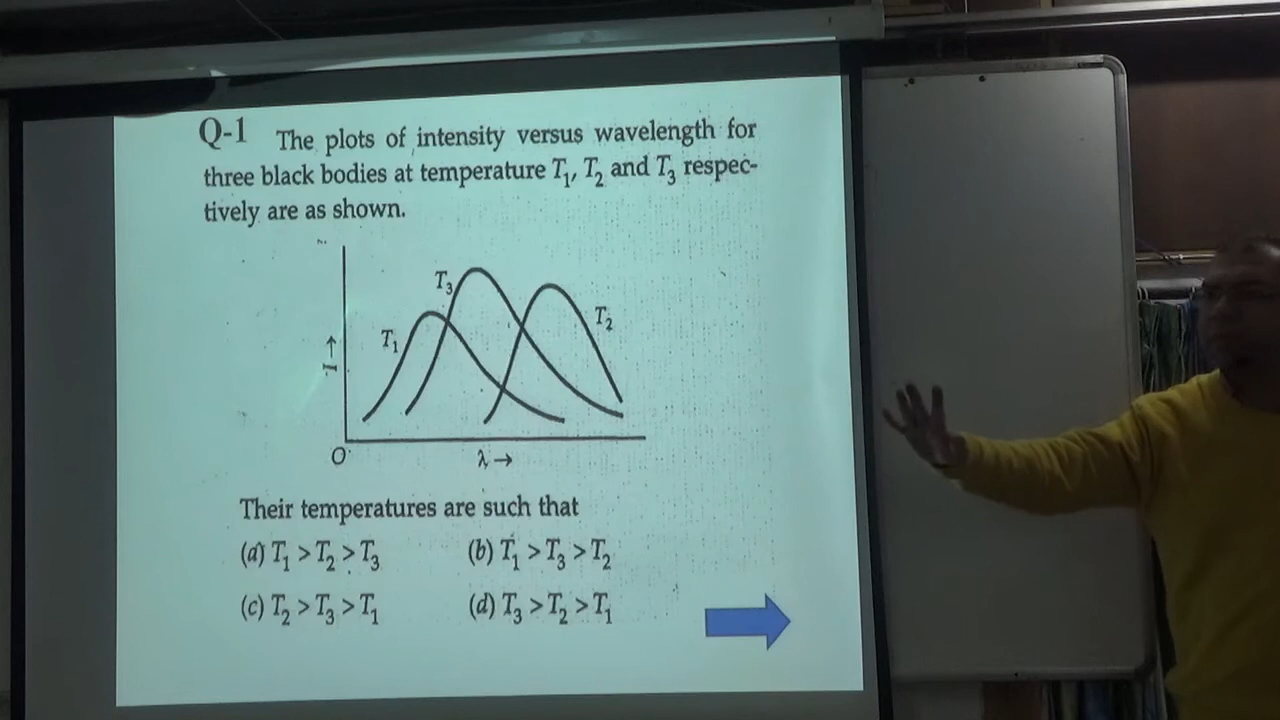 Q-1 The plots of intensity versus wavelength for
three black bodies at temperature T₁, T₂ and T₃ respec-
tively are as shown.
T₃
T₂
T₁
I →
O
λ →
Their temperatures are such that
(a) T₁ > T₂ > T₃ (b) T₁ > T₃ > T₂
(c) T₂ > T₃ > T₁ (d) T₃ > T₂ > T₁